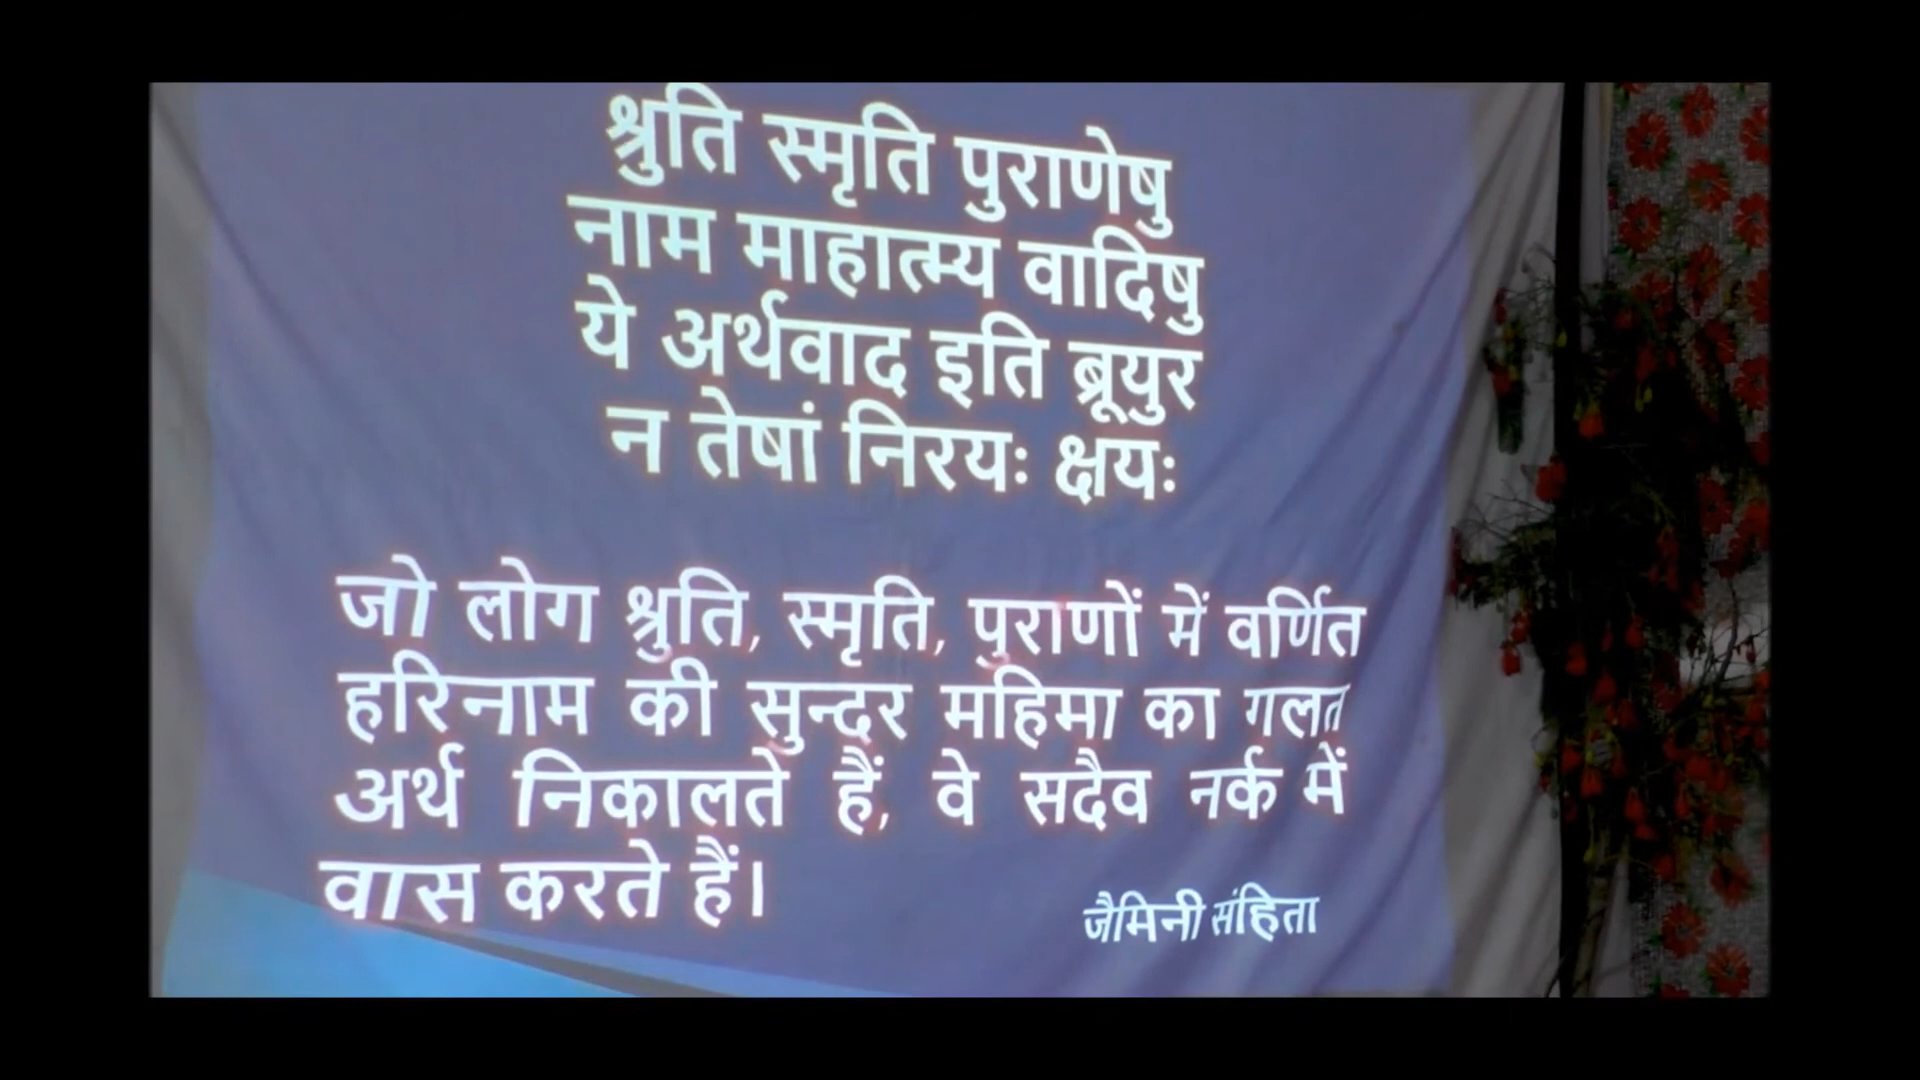 श्रुति स्मृति पुराणेषु
नाम माहात्म्य वादिषु
ये अर्थवाद इति ब्रूयुर
न तेषां निरयः क्षयः
जो लोग श्रुति, स्मृति, पुराणों में वर्णित
हरिनाम की सुन्दर महिमा का गलत
अर्थ निकालते हैं, वे सदैव नर्क में
वास करते हैं।
जैमिनी संहिता